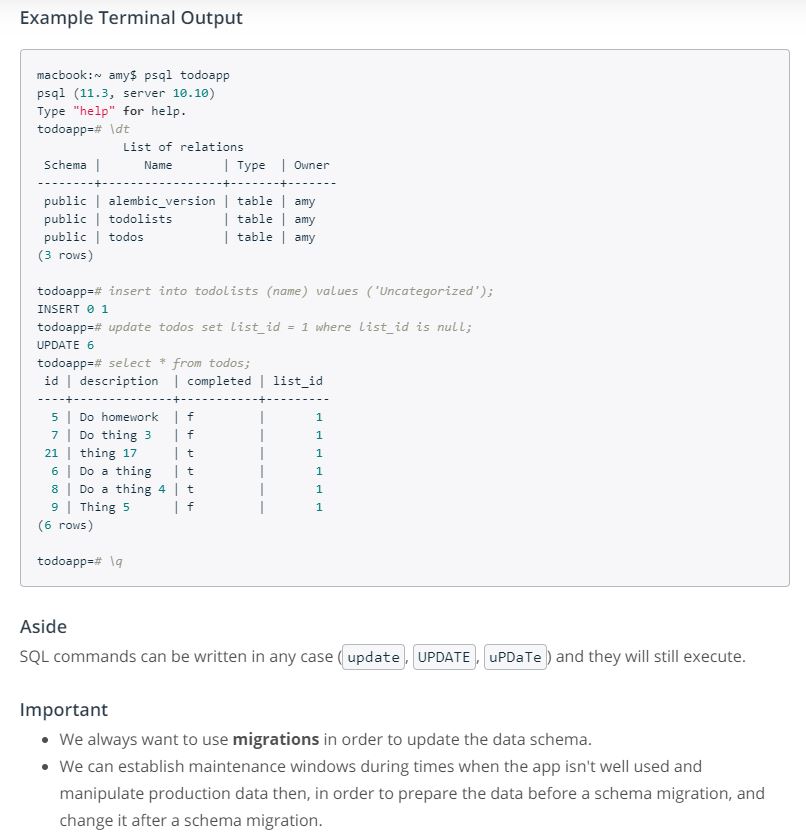 Example Terminal Output
macbook:~ amy$ psql todoapp
psql (11.3, server 10.10)
Type "help" for help.
todoapp=# \dt
            List of relations
 Schema |      Name       | Type  | Owner
--------+-----------------+-------+-------
 public | alembic_version | table | amy
 public | todolists       | table | amy
 public | todos           | table | amy
(3 rows)
todoapp=# insert into todolists (name) values ('Uncategorized');
INSERT 0 1
todoapp=# update todos set list_id = 1 where list_id is null;
UPDATE 6
todoapp=# select * from todos;
 id | description  | completed | list_id
----+--------------+-----------+---------
  5 | Do homework  | f         |       1
  7 | Do thing 3   | f         |       1
 21 | thing 17     | t         |       1
  6 | Do a thing   | t         |       1
  8 | Do a thing 4 | t         |       1
  9 | Thing 5      | f         |       1
(6 rows)
todoapp=# \q
Aside
SQL commands can be written in any case (update, UPDATE, uPDaTe) and they will still execute.
Important
• We always want to use migrations in order to update the data schema.
• We can establish maintenance windows during times when the app isn't well used and
manipulate production data then, in order to prepare the data before a schema migration, and
change it after a schema migration.